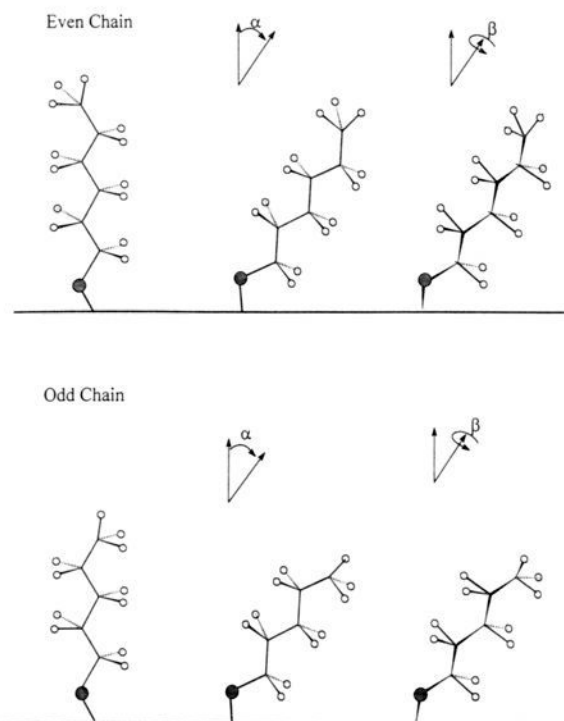 Even Chain
α
β
Odd Chain
α
β